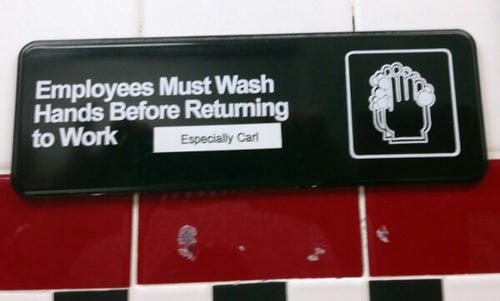 Employees Must Wash
Hands Before Returning
to Work
Especially Carl